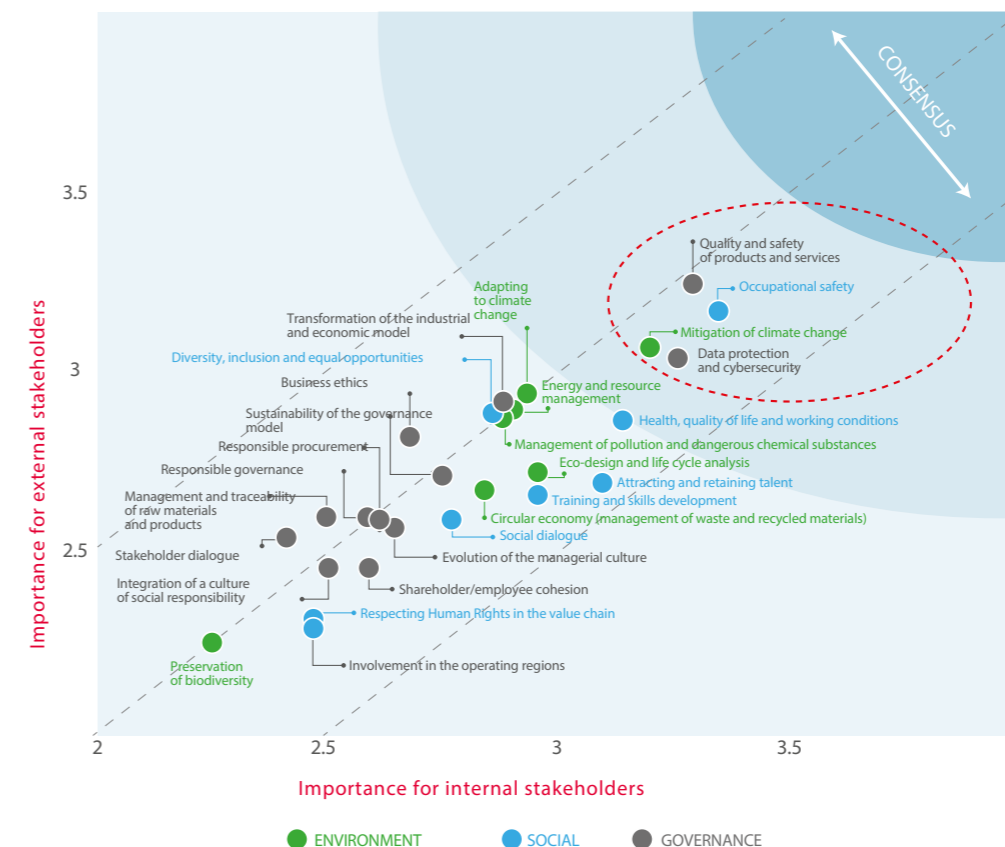 CONSENSUS
3.5
Quality and safety
of products and services
Occupational safety
Adapting
to climate
change
Transformation of the industrial
and economic model
Mitigation of climate change
3
Diversity, inclusion and equal opportunities
Data protection
and cybersecurity
Business ethics
Energy and resource
management
Sustainability of the governance
model
Health, quality of life and working conditions
Responsible procurement
Management of pollution and dangerous chemical substances
Responsible governance
Eco-design and life cycle analysis
Attracting and retaining talent
Management and traceability
of raw materials
and products
Training and skills development
Circular economy (management of waste and recycled materials)
Social dialogue
2.5
Stakeholder dialogue
Evolution of the managerial culture
Integration of a culture
of social responsibility
Shareholder/employee cohesion
Respecting Human Rights in the value chain
Preservation
of biodiversity
Involvement in the operating regions
Importance for external stakeholders
2
2.5
3
3.5
Importance for internal stakeholders
ENVIRONMENT
SOCIAL
GOVERNANCE